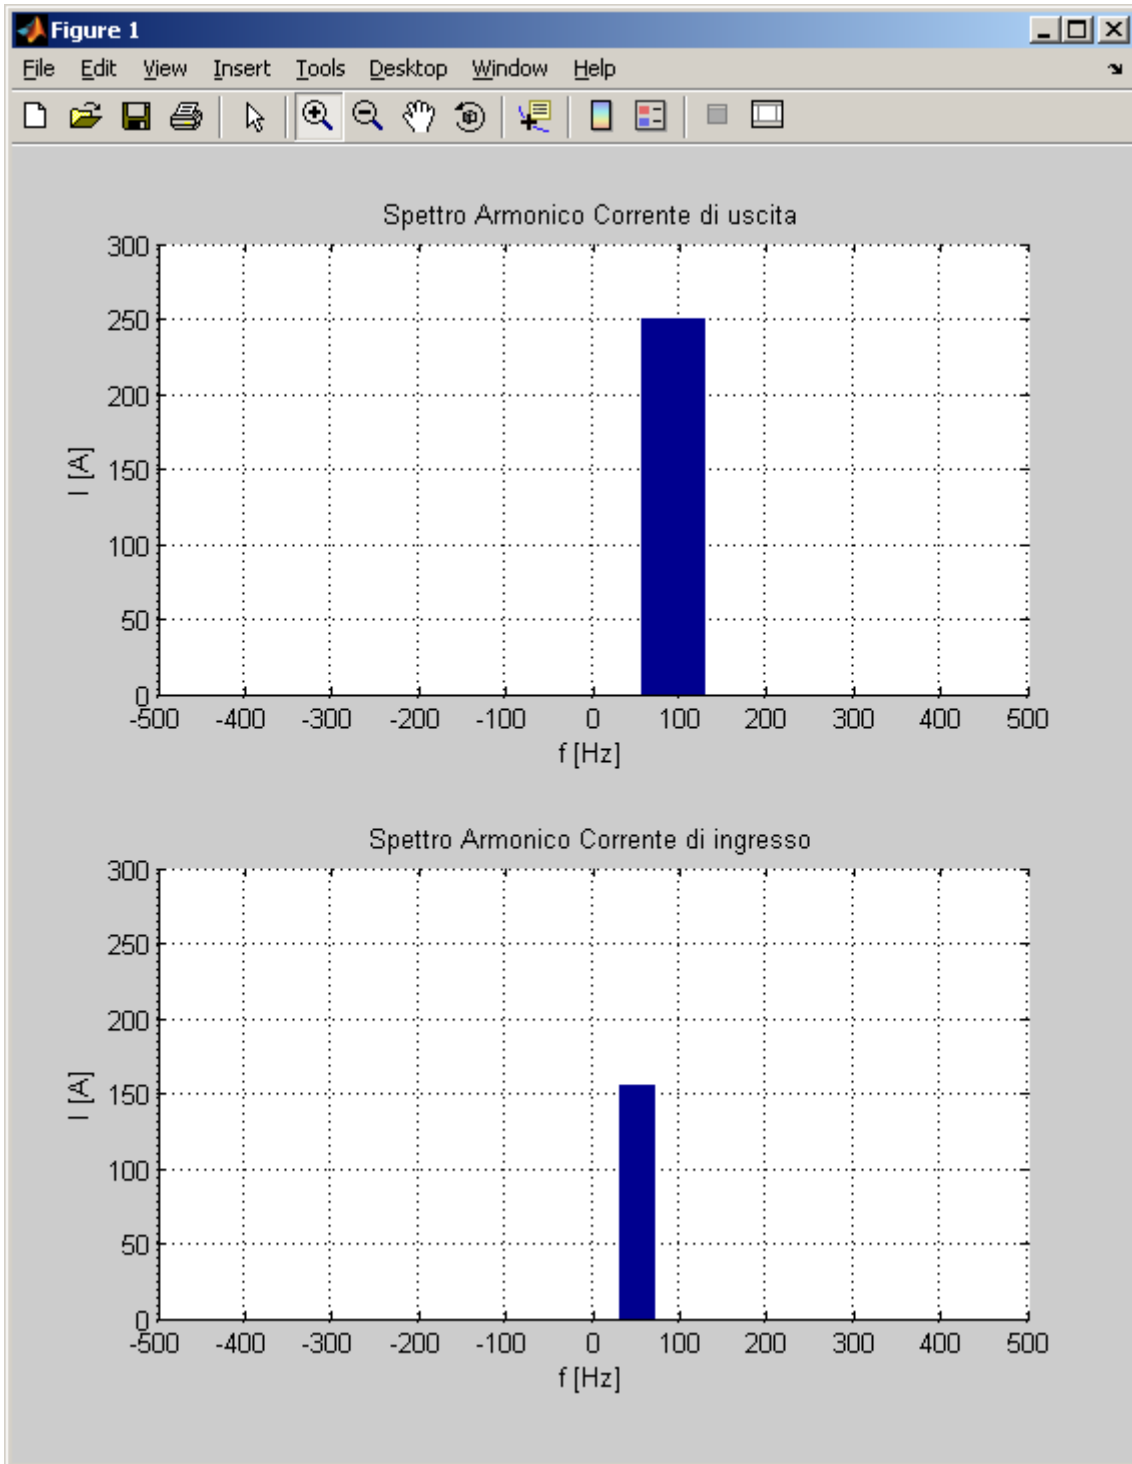 Figure 1
File Edit View Insert Tools Desktop Window Help
Spettro Armonico Corrente di uscita
300
250
200
150
100
50
0
I [A]
-500 -400 -300 -200 -100 0 100 200 300 400 500
f [Hz]
Spettro Armonico Corrente di ingresso
300
250
200
150
100
50
0
I [A]
-500 -400 -300 -200 -100 0 100 200 300 400 500
f [Hz]